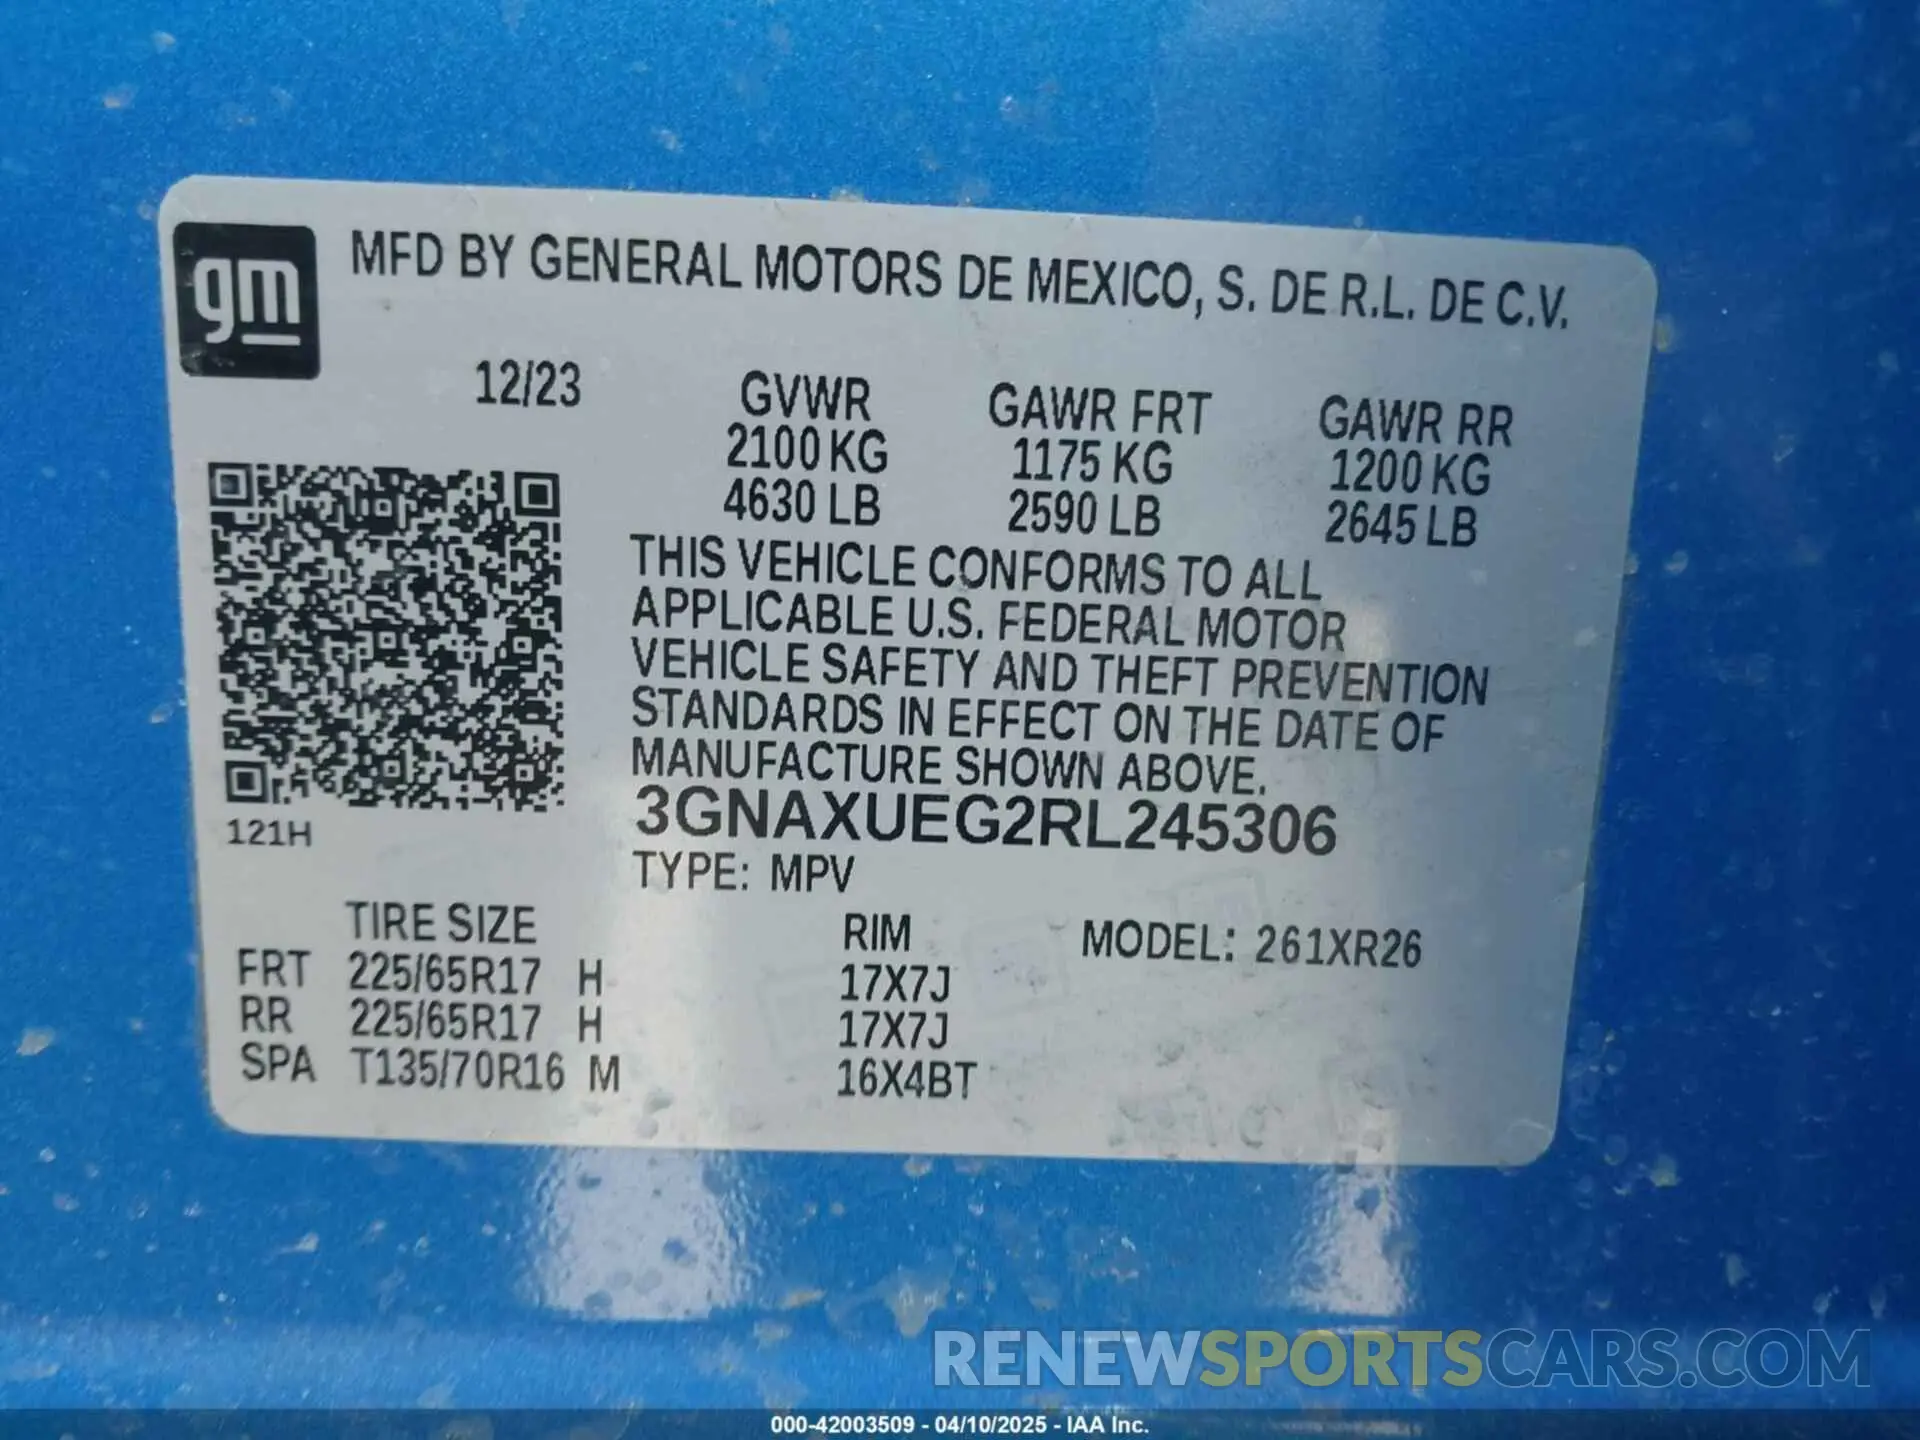 gm
MFD BY GENERAL MOTORS DE MEXICO, S. DE R.L. DE C.V.
12/23 GVWR GAWR FRT GAWR RR
2100 KG 1175 KG 1200 KG
4630 LB 2590 LB 2645 LB
THIS VEHICLE CONFORMS TO ALL
APPLICABLE U.S. FEDERAL MOTOR
VEHICLE SAFETY AND THEFT PREVENTION
STANDARDS IN EFFECT ON THE DATE OF
MANUFACTURE SHOWN ABOVE.
3GNAXUEG2RL245306
121H
TYPE: MPV
TIRE SIZE RIM MODEL: 261XR26
FRT 225/65R17 H 17X7J
RR 225/65R17 H 17X7J
SPA T135/70R16 M 16X4BT
RENEWSPORTSCARS.COM
000-42003509 - 04/10/2025 - IAA Inc.